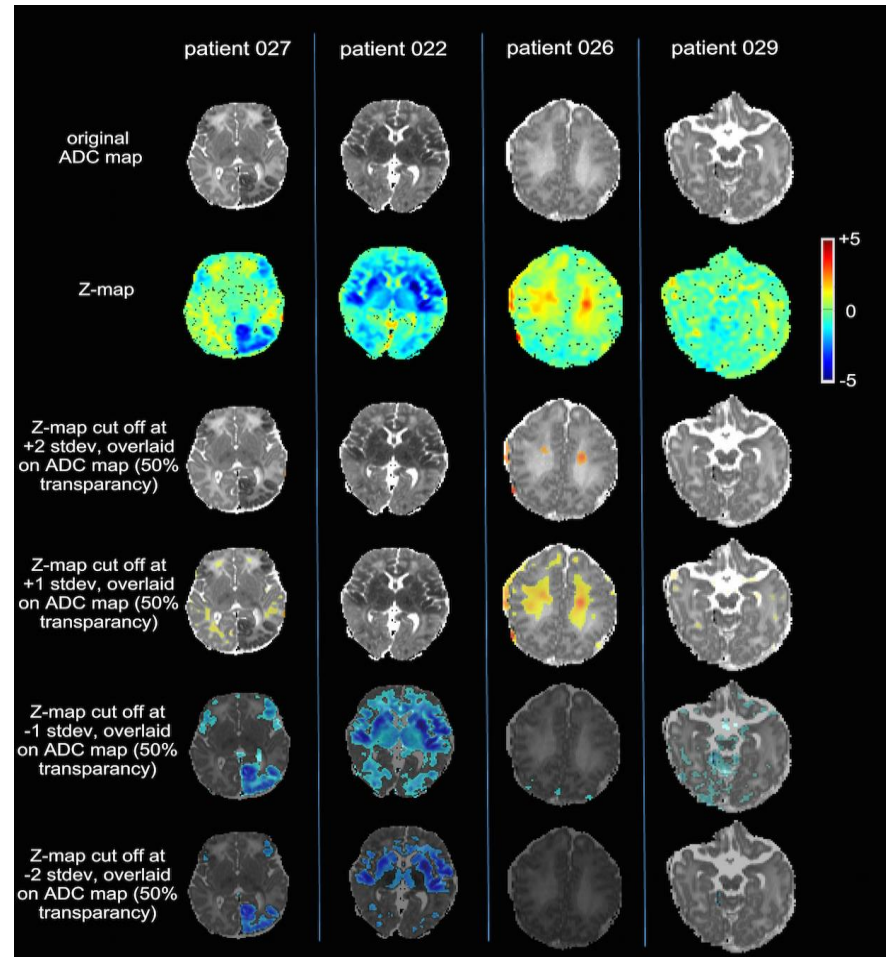 patient 027 patient 022 patient 026 patient 029
original
ADC map
Z-map
+5
0
-5
Z-map cut off at
+2 stdev, overlaid
on ADC map (50%
transparancy)
Z-map cut off at
+1 stdev, overlaid
on ADC map (50%
transparancy)
Z-map cut off at
-1 stdev, overlaid
on ADC map (50%
transparancy)
Z-map cut off at
-2 stdev, overlaid
on ADC map (50%
transparancy)